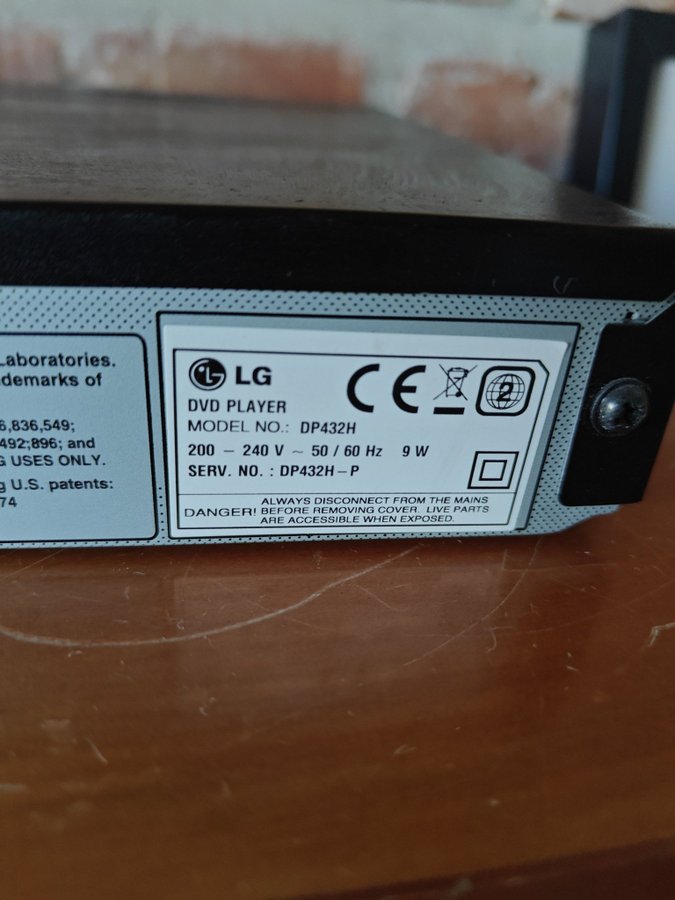 Laboratories.
demarks of
6,836,549;
492;896; and
G USES ONLY.
g U.S. patents:
74
LG
DVD PLAYER
MODEL NO.: DP432H
200 – 240 V ~ 50 / 60 Hz 9 W
SERV. NO. : DP432H–P
CE
2
DANGER! ALWAYS DISCONNECT FROM THE MAINS
BEFORE REMOVING COVER. LIVE PARTS
ARE ACCESSIBLE WHEN EXPOSED.